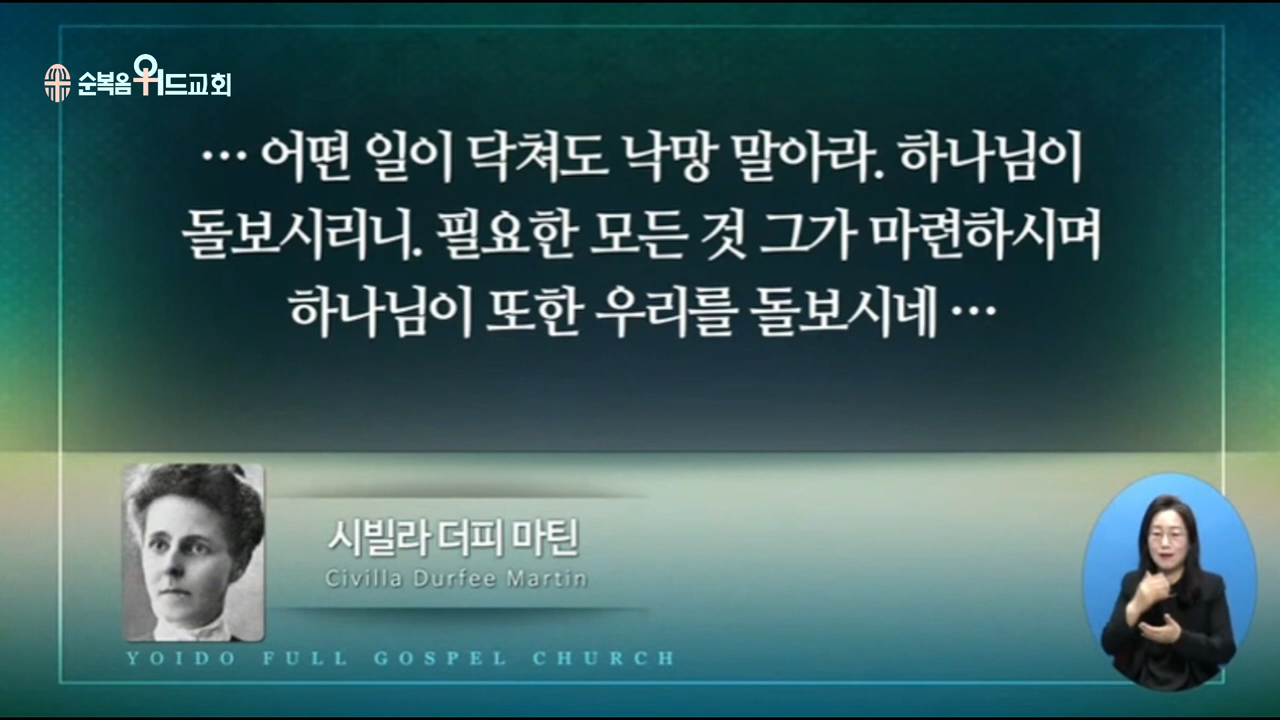 순복음위드교회
… 어떤 일이 닥쳐도 낙망 말아라. 하나님이
돌보시리니. 필요한 모든 것 그가 마련하시며
하나님이 또한 우리를 돌보시네 …
시빌라 더피 마틴
Civilla Durfee Martin
YOIDO FULL GOSPEL CHURCH